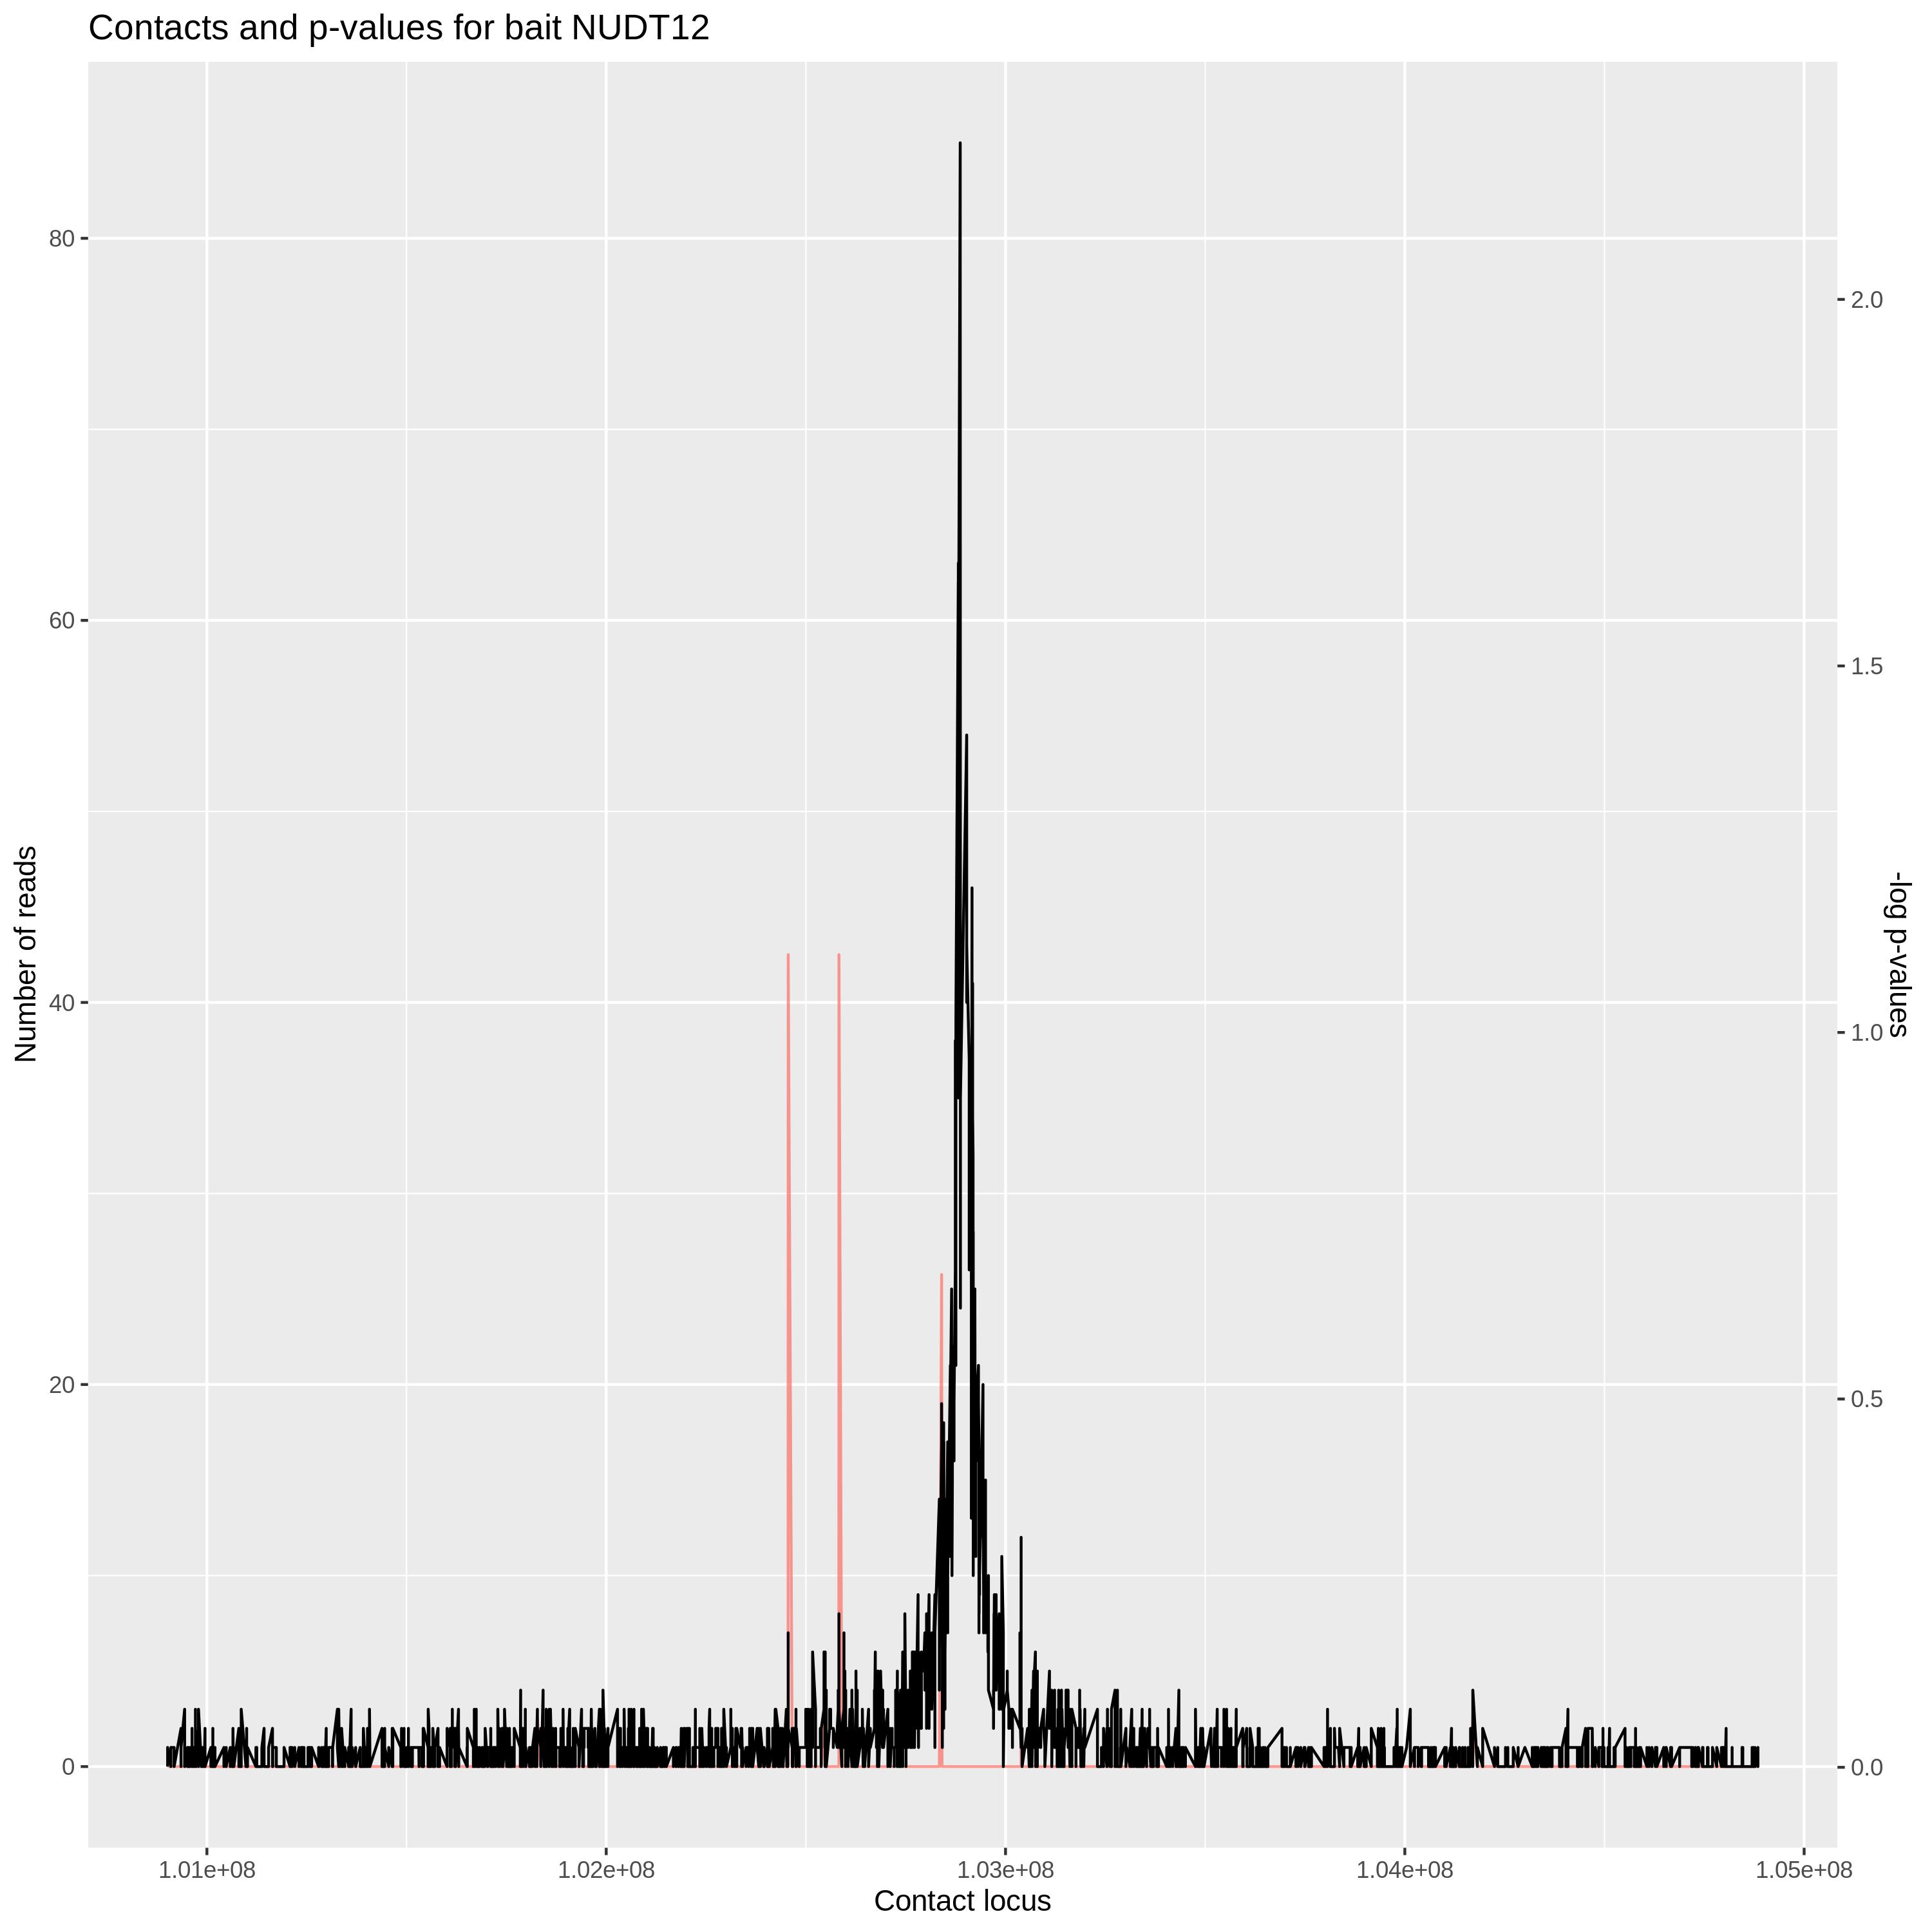 Contacts and p-values for bait NUDT12
80
60
40
20
0
Number of reads
2.0
1.5
1.0
0.5
0.0
-log p-values
1.01e+08
1.02e+08
1.03e+08
1.04e+08
1.05e+08
Contact locus